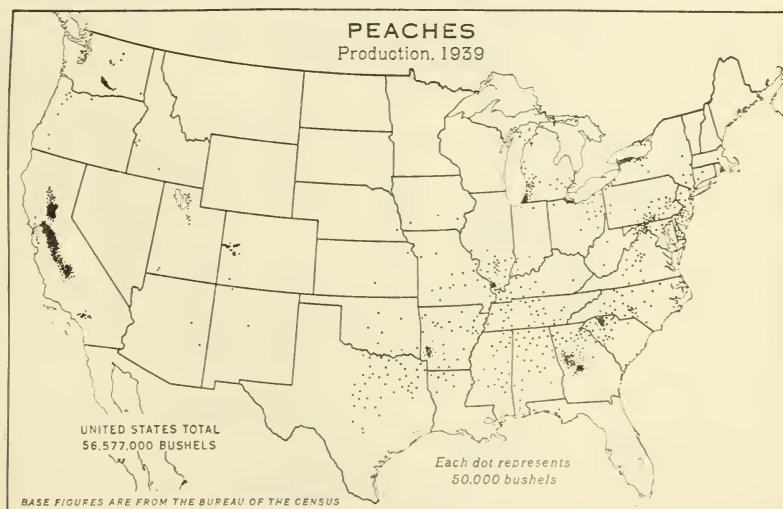 PEACHES
Production, 1939
UNITED STATES TOTAL
56,577,000 BUSHELS
Each dot represents
50,000 bushels
BASE FIGURES ARE FROM THE BUREAU OF THE CENSUS